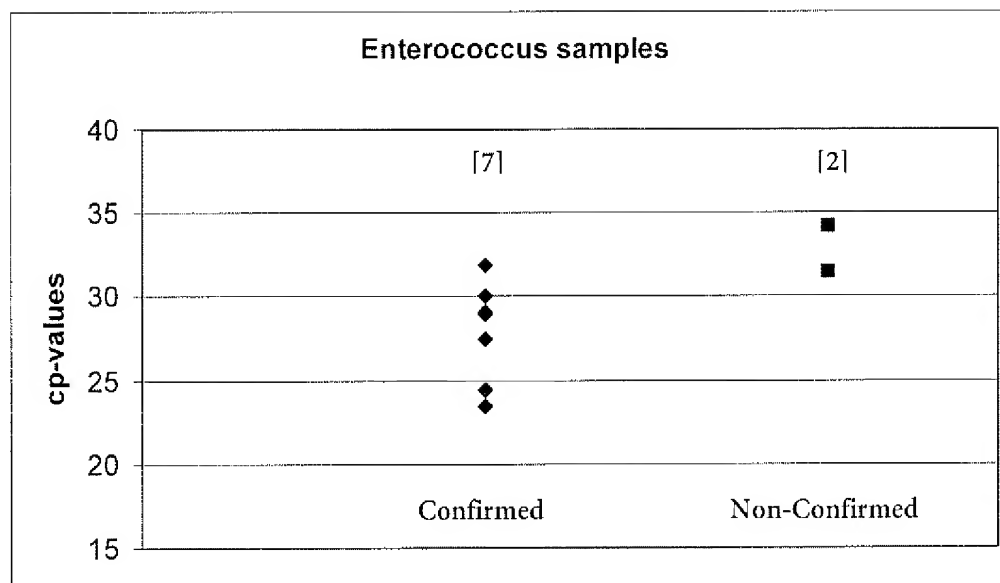 Enterococcus samples
40
[7]
[2]
35
30
25
20
Confirmed
Non-Confirmed
15
cp-values